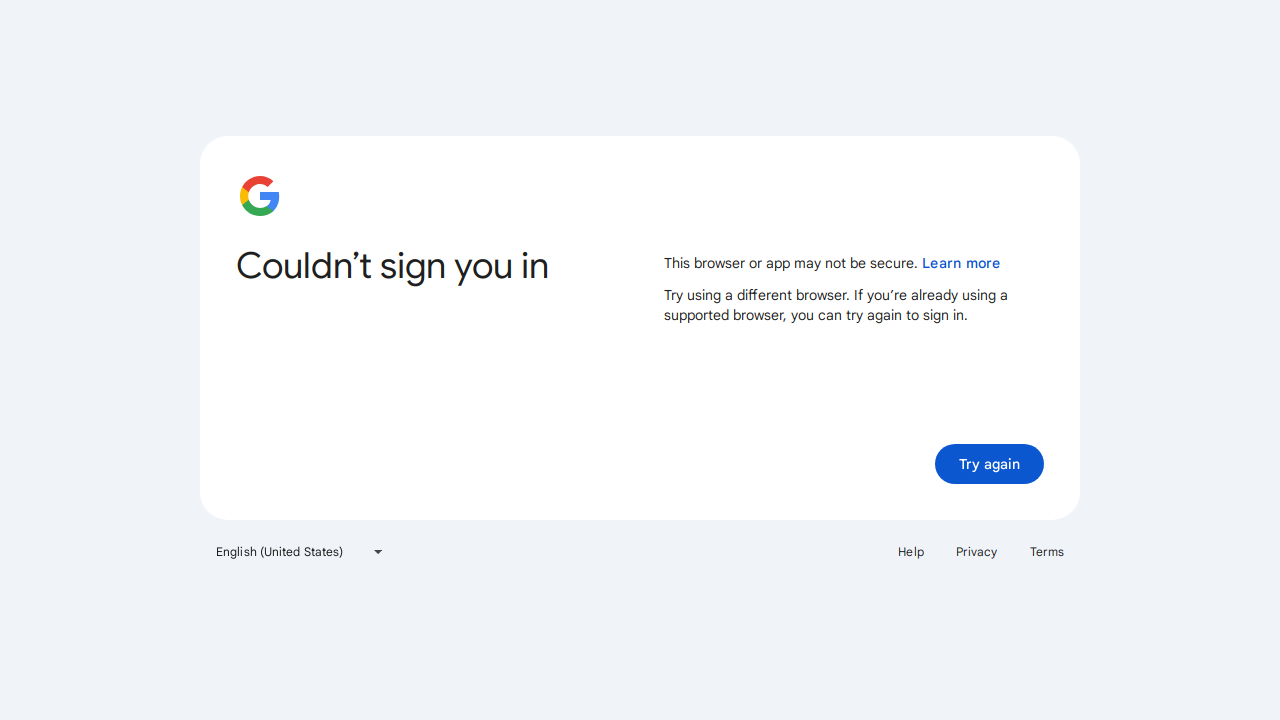 Couldn’t sign you in
This browser or app may not be secure. Learn more
Try using a different browser. If you’re already using a
supported browser, you can try again to sign in.
Try again
English (United States)
Help
Privacy
Terms